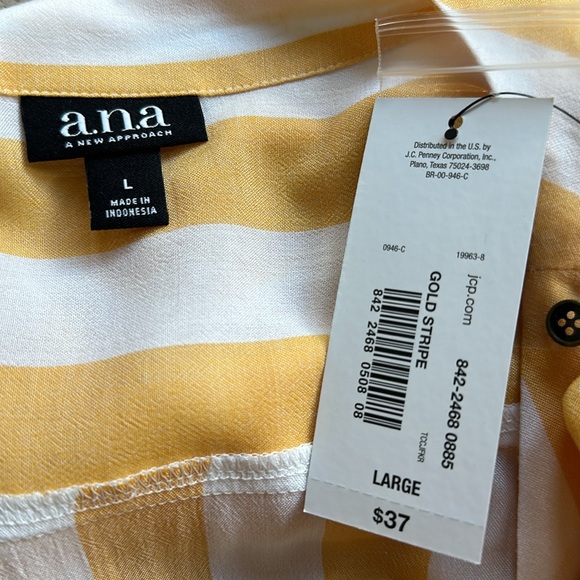 a.n.a
A NEW APPROACH
L
MADE IN
INDONESIA
Distributed in the U.S. by
J.C. Penney Corporation, Inc.,
Plano, Texas 75024-3698
BR-00-946-C
0946-C
19963-8
jcp.com
842-2468 0885
TCCJFKR
GOLD STRIPE
842 2468 0508 08
LARGE
$37